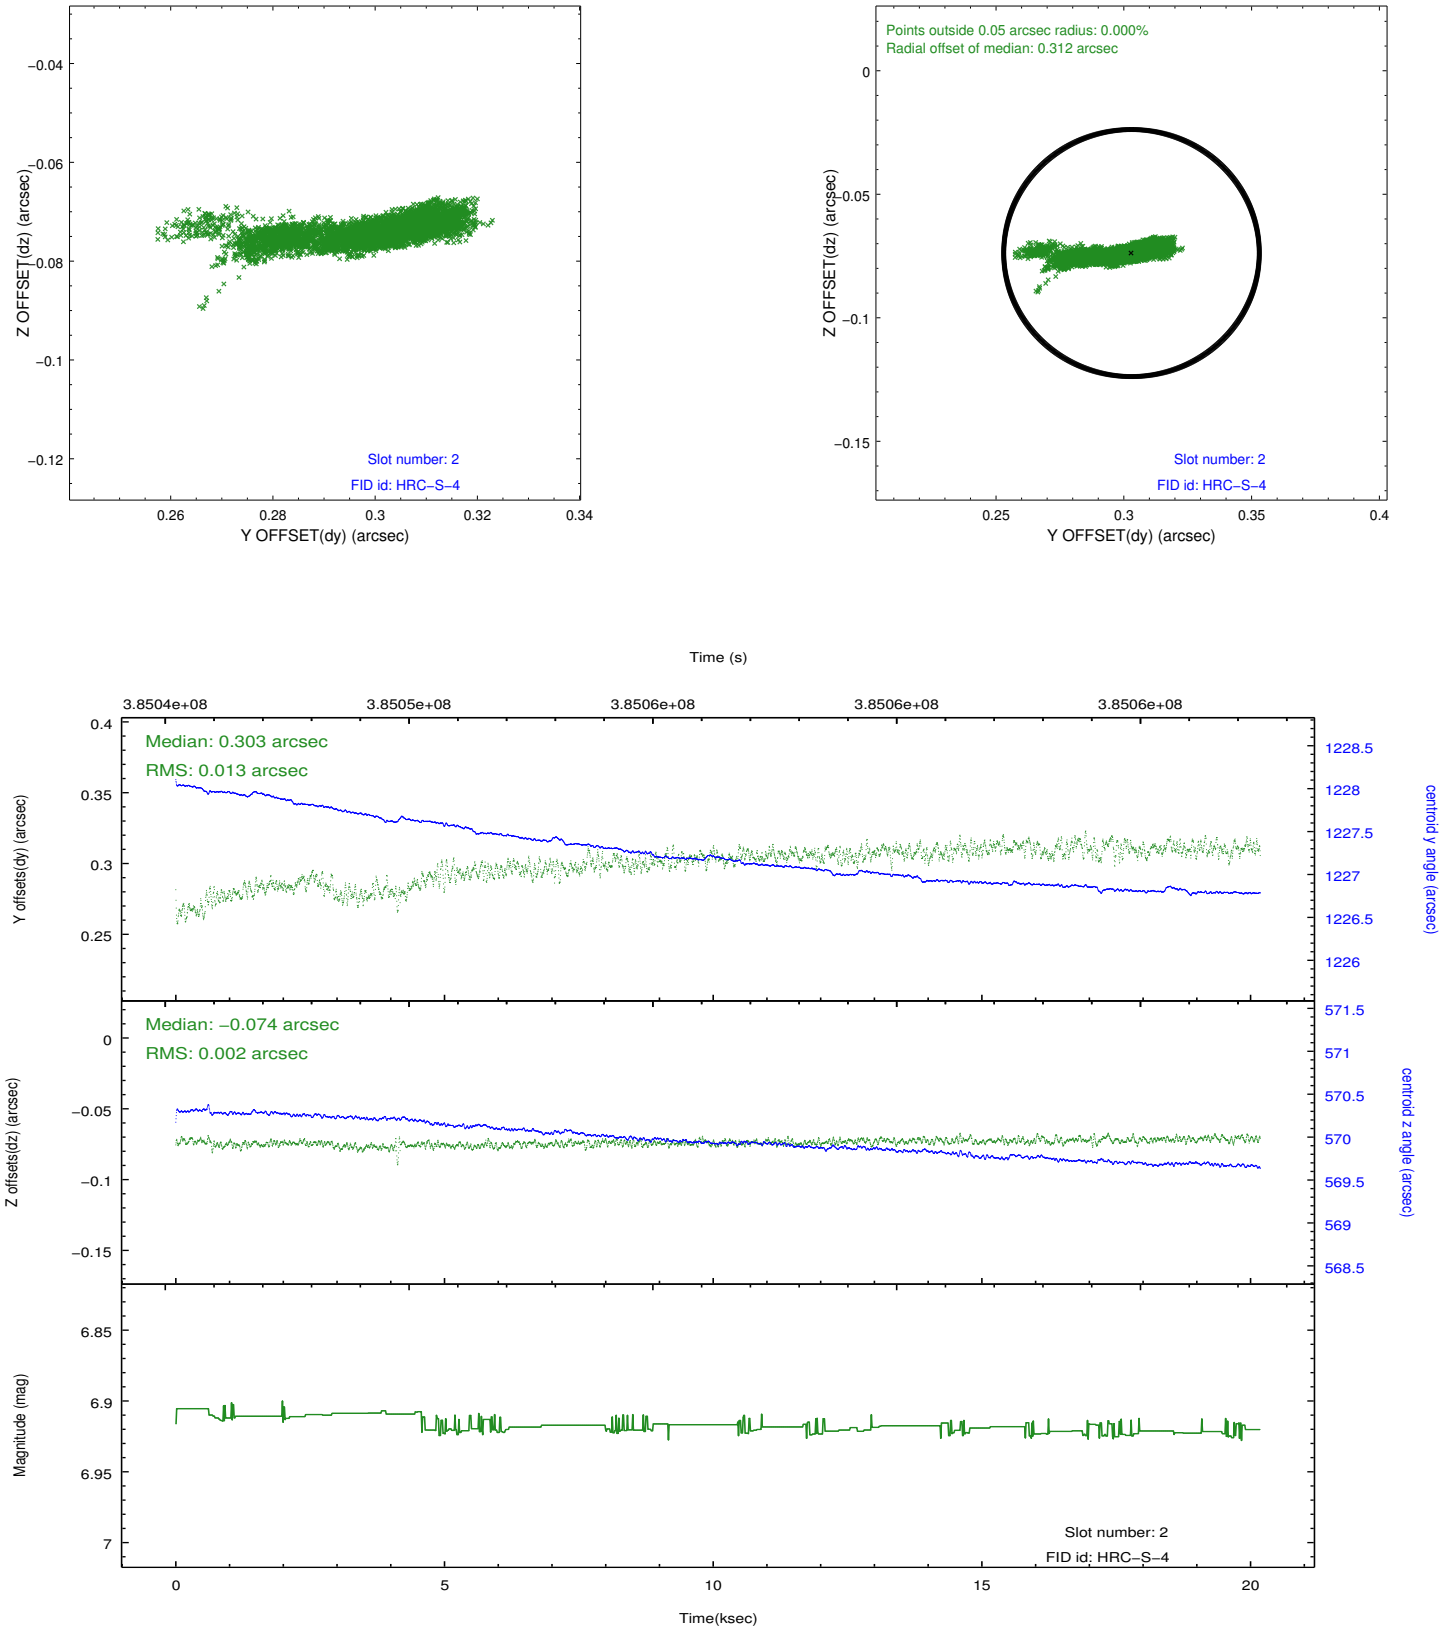 −0.04
−0.06
−0.08
−0.1
−0.12
Z OFFSET(dz) (arcsec)
Slot number: 2
FID id: HRC−S−4
0.26 0.28 0.3 0.32 0.34
Y OFFSET(dy) (arcsec)
Points outside 0.05 arcsec radius: 0.000%
Radial offset of median: 0.312 arcsec
0
−0.05
−0.1
−0.15
Z OFFSET(dz) (arcsec)
Slot number: 2
FID id: HRC−S−4
0.25 0.3 0.35 0.4
Y OFFSET(dy) (arcsec)
Time (s)
3.8504e+08 3.8505e+08 3.8506e+08 3.8506e+08 3.8506e+08
Median: 0.303 arcsec
RMS: 0.013 arcsec
0.4
0.35
0.3
0.25
Y offsets(dy) (arcsec)
1228.5
1228
1227.5
1227
1226.5
1226
centroid y angle (arcsec)
Median: −0.074 arcsec
RMS: 0.002 arcsec
0
−0.05
−0.1
−0.15
Z offsets(dz) (arcsec)
571.5
571
570.5
570
569.5
569
568.5
centroid z angle (arcsec)
6.85
6.9
6.95
7
Magnitude (mag)
Slot number: 2
FID id: HRC−S−4
0 5 10 15 20
Time(ksec)